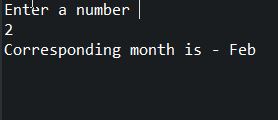 Enter a number
2
Corresponding month is - Feb